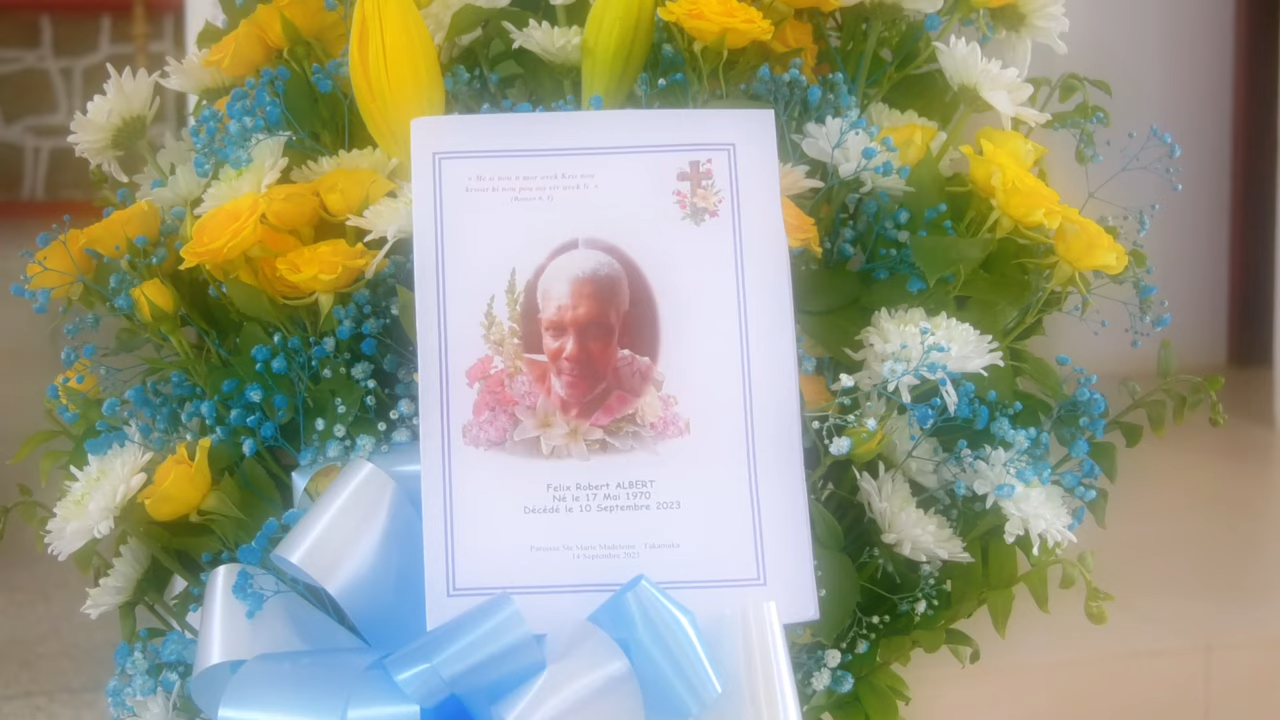 « Me si nou'n mor avek Kris nou
krwar ki nou pou osi viv avek li. »
(Romen 6, 8)
Felix Robert ALBERT
Né le 17 Mai 1970
Décédé le 10 Septembre 2023
Paroisse Ste Marie Madeleine - Takamaka
14 Septembre 2023